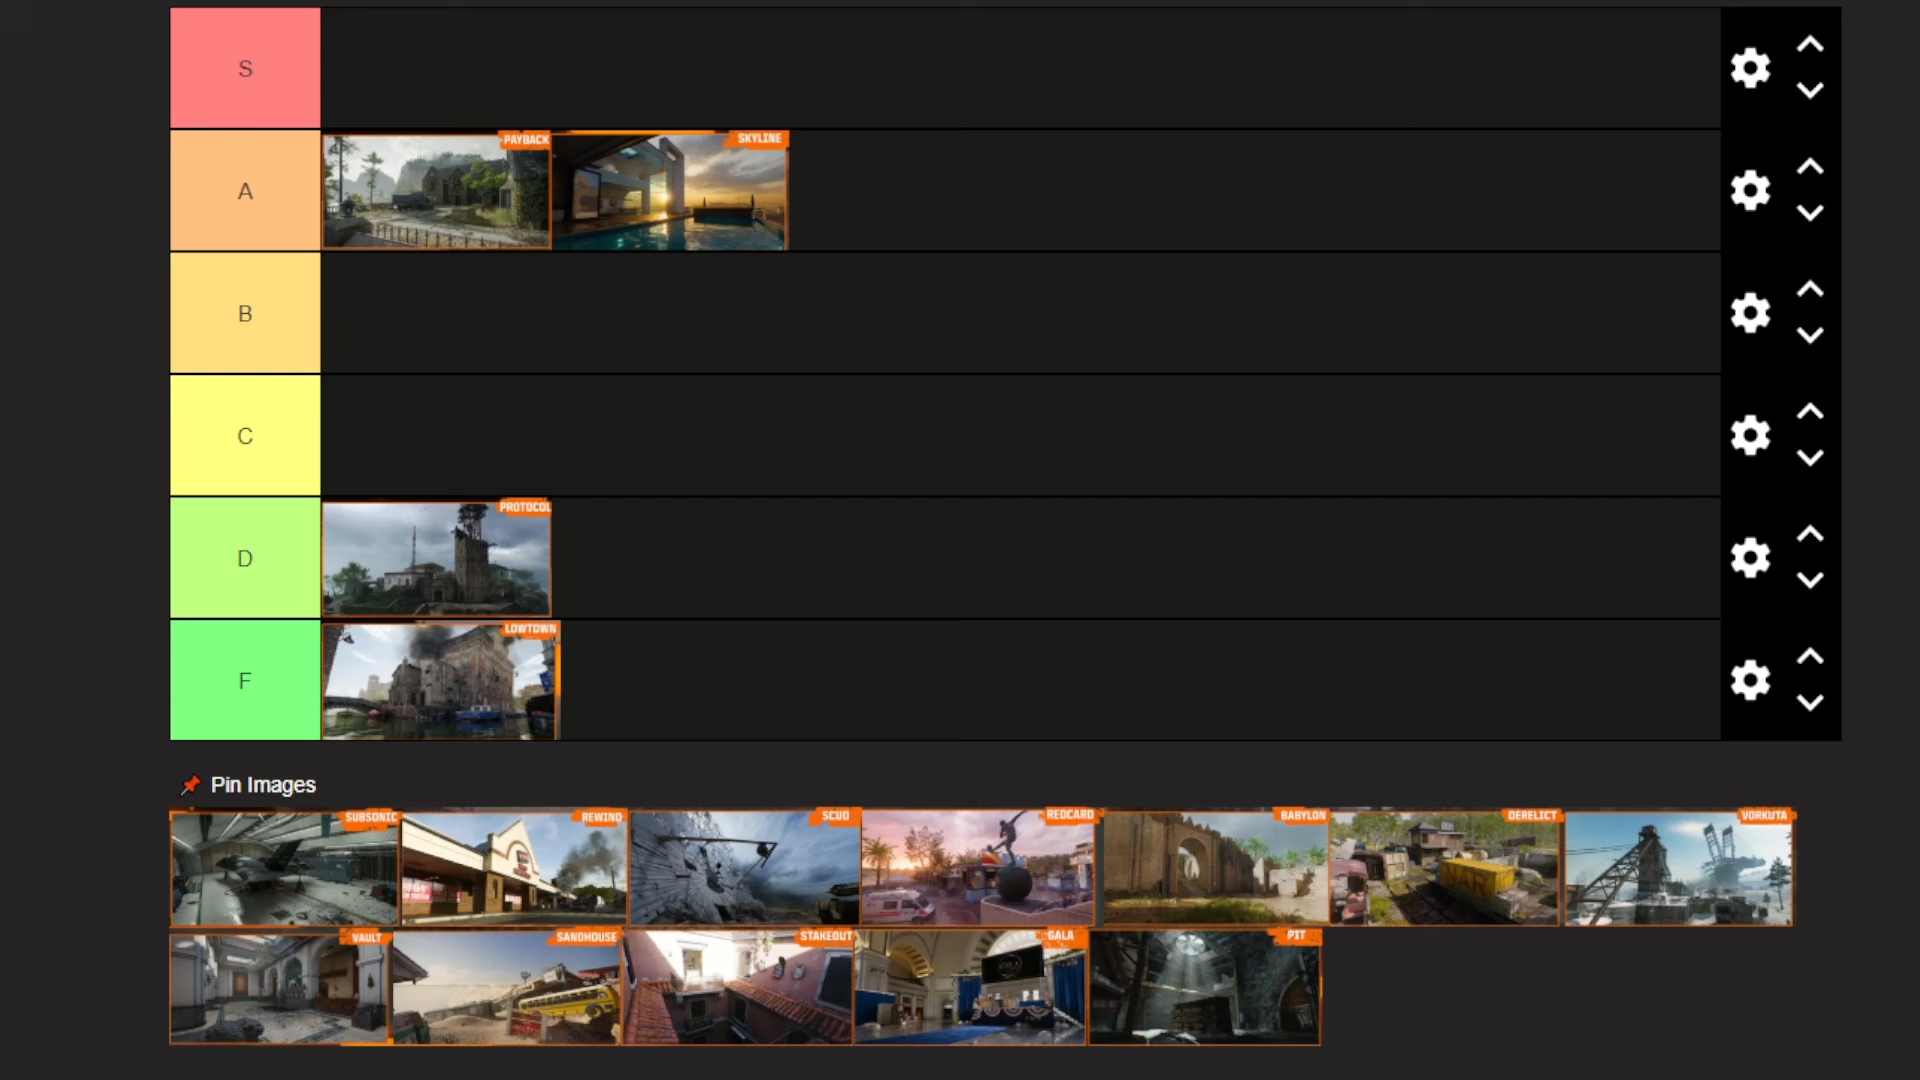 S
PAYBACK
SKYLINE
A
B
C
PROTOCOL
D
LOWTOWN
F
Pin Images
SUBSONIC
REWIND
SCUD
REDCARD
BABYLON
DERELICT
VORKUTA
VAULT
SANDHOUSE
STAKEOUT
GALA
PIT